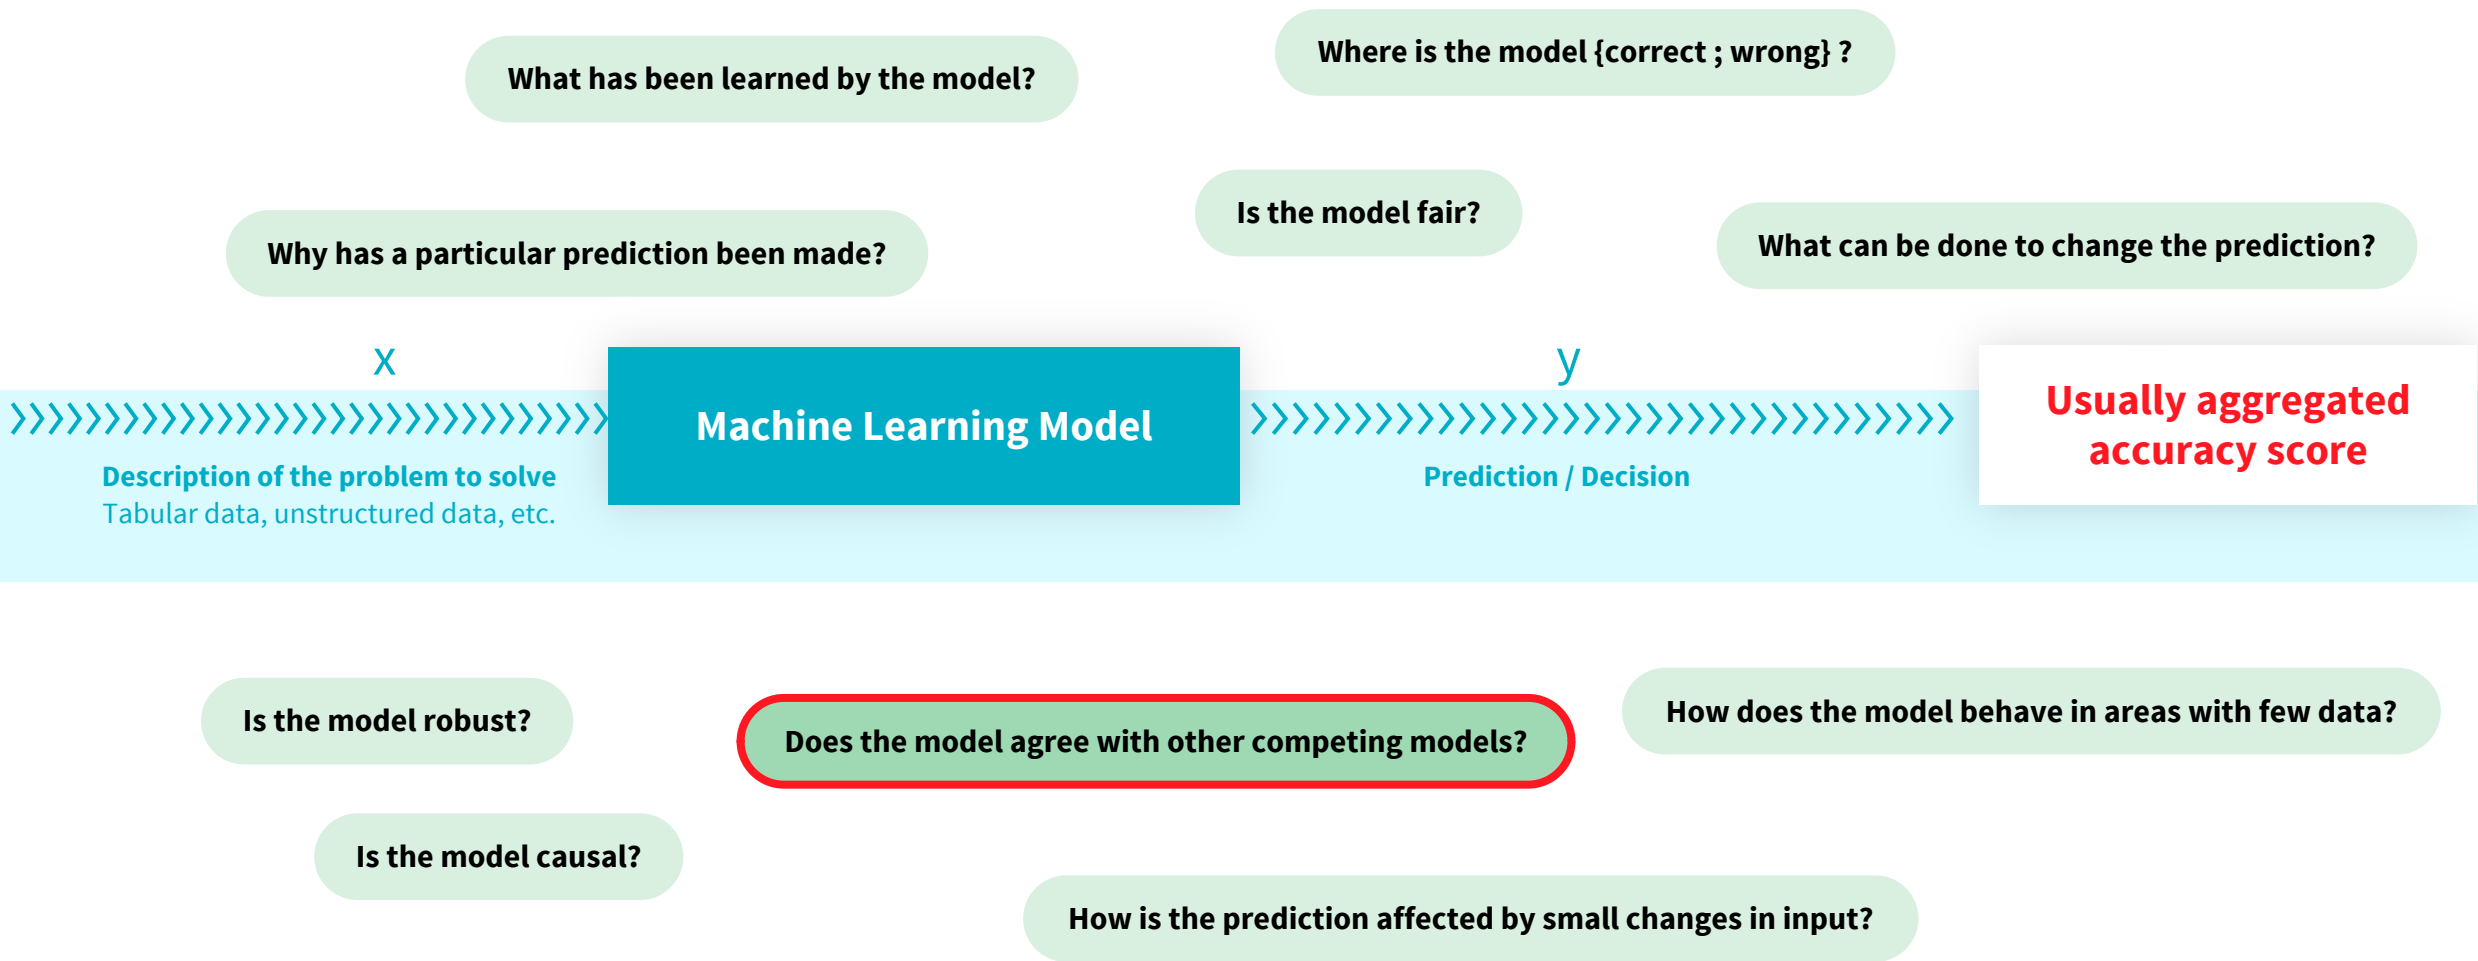 Where is the model {correct ; wrong} ?
What has been learned by the model?
Is the model fair?
What can be done to change the prediction?
Why has a particular prediction been made?
x
y
Machine Learning Model
Usually aggregated
accuracy score
Description of the problem to solve
Tabular data, unstructured data, etc.
Prediction / Decision
Is the model robust?
Does the model agree with other competing models?
How does the model behave in areas with few data?
Is the model causal?
How is the prediction affected by small changes in input?